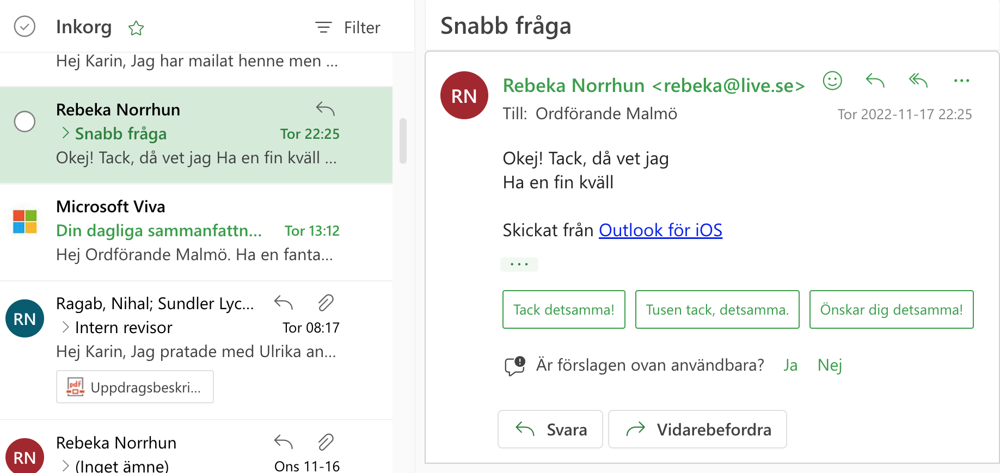 Inkorg
Filter
Hej Karin, Jag har mailat henne men ...
Rebeka Norrhun
Snabb fråga
Tor 22:25
Okej! Tack, då vet jag Ha en fin kväll ...
Microsoft Viva
Din dagliga sammanfattn...
Tor 13:12
Hej Ordförande Malmö. Ha en fanta...
RN
Ragab, Nihal; Sundler Lyc...
Intern revisor
Tor 08:17
Hej Karin, Jag pratade med Ulrika an...
pdf
Uppdragsbeskri...
RN
Rebeka Norrhun
(Inget ämne)
Ons 11-16
Snabb fråga
RN
Rebeka Norrhun <rebeka@live.se>
Till: Ordförande Malmö
Tor 2022-11-17 22:25
Okej! Tack, då vet jag
Ha en fin kväll
Skickat från Outlook för iOS
...
Tack detsamma!
Tusen tack, detsamma.
Önskar dig detsamma!
Är förslagen ovan användbara? Ja Nej
Svara
Vidarebefordra